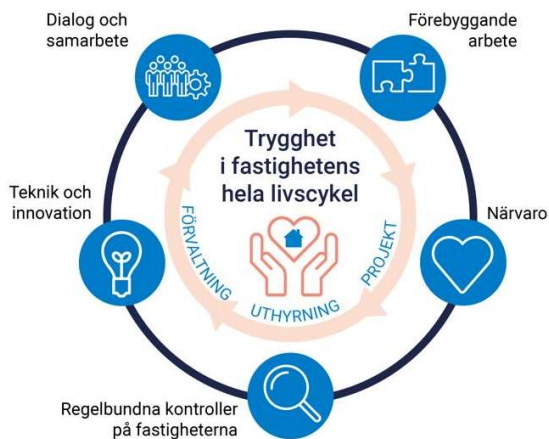 Dialog och
samarbete
Förebyggande
arbete
Trygghet
i fastighetens
hela livscykel
Teknik och
innovation
Närvaro
FÖRVALTNING
UTHYRNING
PROJEKT
Regelbundna kontroller
på fastigheterna